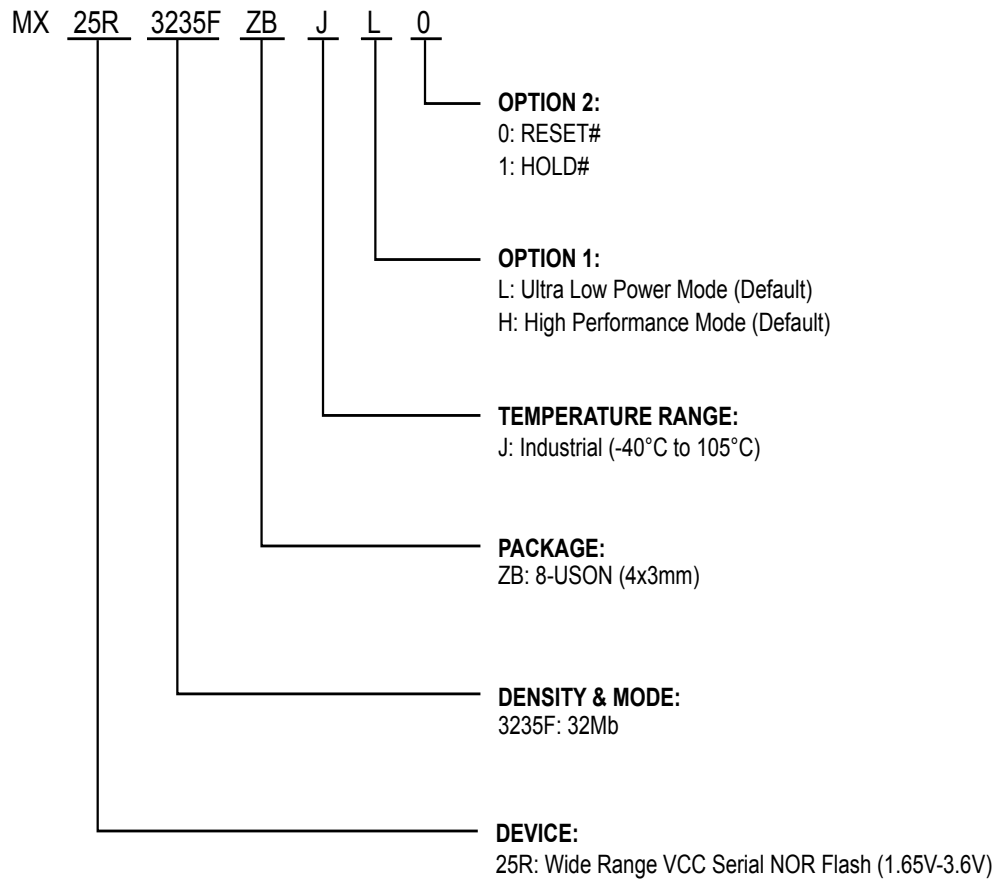 MX 25R 3235F ZB J L 0
OPTION 2:
0: RESET#
1: HOLD#
OPTION 1:
L: Ultra Low Power Mode (Default)
H: High Performance Mode (Default)
TEMPERATURE RANGE:
J: Industrial (-40°C to 105°C)
PACKAGE:
ZB: 8-USON (4x3mm)
DENSITY & MODE:
3235F: 32Mb
DEVICE:
25R: Wide Range VCC Serial NOR Flash (1.65V-3.6V)